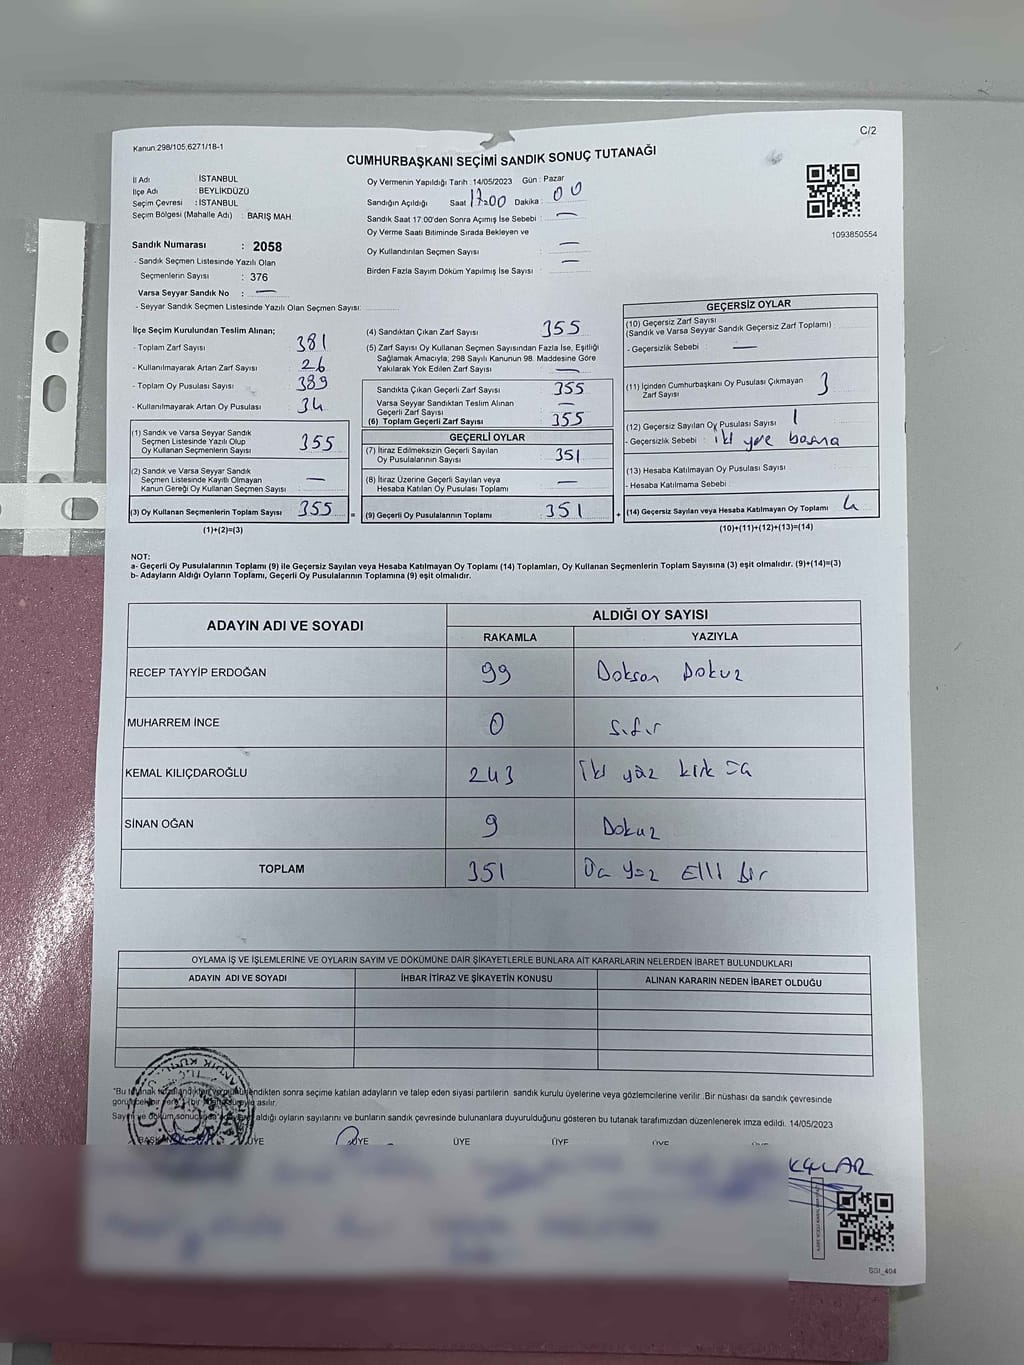 C/2
Kanun:298/105;6271/18-1
CUMHURBAŞKANI SEÇİMİ SANDIK SONUÇ TUTANAĞI
İl Adı : İSTANBUL
İlçe Adı : BEYLİKDÜZÜ
Seçim Çevresi : İSTANBUL
Seçim Bölgesi (Mahalle Adı) : BARIŞ MAH.
Sandık Numarası : 2058
- Sandık Seçmen Listesinde Yazılı Olan
Seçmenlerin Sayısı : 376
Varsa Seyyar Sandık No : —
- Seyyar Sandık Seçmen Listesinde Yazılı Olan Seçmen Sayısı:
Oy Vermenin Yapıldığı Tarih :14/05/2023 Gün : Pazar
Sandığın Açıldığı Saat 17:00 Dakika : 00
Sandık Saat 17.00'den Sonra Açılmış İse Sebebi : —
Oy Verme Saati Bitiminde Sırada Bekleyen ve
Oy Kullandırılan Seçmen Sayısı : —
Birden Fazla Sayım Döküm Yapılmış İse Sayısı : —
1093850554
İlçe Seçim Kurulundan Teslim Alınan;
- Toplam Zarf Sayısı : 381
- Kullanılmayarak Artan Zarf Sayısı : 26
- Toplam Oy Pusulası Sayısı : 389
- Kullanılmayarak Artan Oy Pusulası : 34
(1) Sandık ve Varsa Seyyar Sandık
Seçmen Listesinde Yazılı Olup
Oy Kullanan Seçmenlerin Sayısı : 355
(2) Sandık ve Varsa Seyyar Sandık
Seçmen Listesinde Kayıtlı Olmayan
Kanun Gereği Oy Kullanan Seçmen Sayısı : —
(3) Oy Kullanan Seçmenlerin Toplam Sayısı : 355
(1)+(2)=(3)
(4) Sandıktan Çıkan Zarf Sayısı : 355
(5) Zarf Sayısı Oy Kullanan Seçmen Sayısından Fazla İse, Eşitliği
Sağlamak Amacıyla; 298 Sayılı Kanunun 98. Maddesine Göre
Yakılarak Yok Edilen Zarf Sayısı : —
Sandıkta Çıkan Geçerli Zarf Sayısı : 355
Varsa Seyyar Sandıktan Teslim Alınan
Geçerli Zarf Sayısı : —
(6) Toplam Geçerli Zarf Sayısı : 355
GEÇERLİ OYLAR
(7) İtiraz Edilmeksizin Geçerli Sayılan
Oy Pusulalarının Sayısı : 351
(8) İtiraz Üzerine Geçerli Sayılan veya
Hesaba Katılan Oy Pusulası Toplamı : —
= (9) Geçerli Oy Pusulalarının Toplamı : 351
GEÇERSİZ OYLAR
(10) Geçersiz Zarf Sayısı
(Sandık ve Varsa Seyyar Sandık Geçersiz Zarf Toplamı) :
- Geçersizlik Sebebi : —
(11) İçinden Cumhurbaşkanı Oy Pusulası Çıkmayan
Zarf Sayısı : 3
(12) Geçersiz Sayılan Oy Pusulası Sayısı : 1
- Geçersizlik Sebebi : iki yere basma
(13) Hesaba Katılmayan Oy Pusulası Sayısı :
- Hesaba Katılmama Sebebi :
+ (14) Geçersiz Sayılan veya Hesaba Katılmayan Oy Toplamı : 4
(10)+(11)+(12)+(13)=(14)
NOT:
a- Geçerli Oy Pusulalarının Toplamı (9) ile Geçersiz Sayılan veya Hesaba Katılmayan Oy Toplamı (14) Toplamları, Oy Kullanan Seçmenlerin Toplam Sayısına (3) eşit olmalıdır. (9)+(14)=(3)
b- Adayların Aldığı Oyların Toplamı, Geçerli Oy Pusulalarının Toplamına (9) eşit olmalıdır.
ADAYIN ADI VE SOYADI ALDIĞI OY SAYISI
RAKAMLA YAZIYLA
RECEP TAYYİP ERDOĞAN 99 Doksan Dokuz
MUHARREM İNCE 0 Sıfır
KEMAL KILIÇDAROĞLU 243 İki yüz kırk üç
SİNAN OĞAN 9 Dokuz
TOPLAM 351 Üç Yüz Elli bir
OYLAMA İŞ VE İŞLEMLERİNE VE OYLARIN SAYIM VE DÖKÜMÜNE DAİR ŞİKAYETLERLE BUNLARA AİT KARARLARIN NELERDEN İBARET BULUNDUKLARI
ADAYIN ADI VE SOYADI İHBAR İTİRAZ VE ŞİKAYETİN KONUSU ALINAN KARARIN NEDEN İBARET OLDUĞU
"Bu tutanak sonra seçime katılan adayların ve talep eden siyasi partilerin sandık kurulu üyelerine veya gözlemcilerine verilir. Bir nüshası da sandık çevresinde
asılır.
aldığı oyların sayılarını ve bunların sandık çevresinde bulunanlara duyurulduğunu gösteren bu tutanak tarafımızdan düzenlenerek imza edildi. 14/05/2023
BAŞKAN ÜYE ÜYE ÜYE ÜYE ÜYE
SGI_404